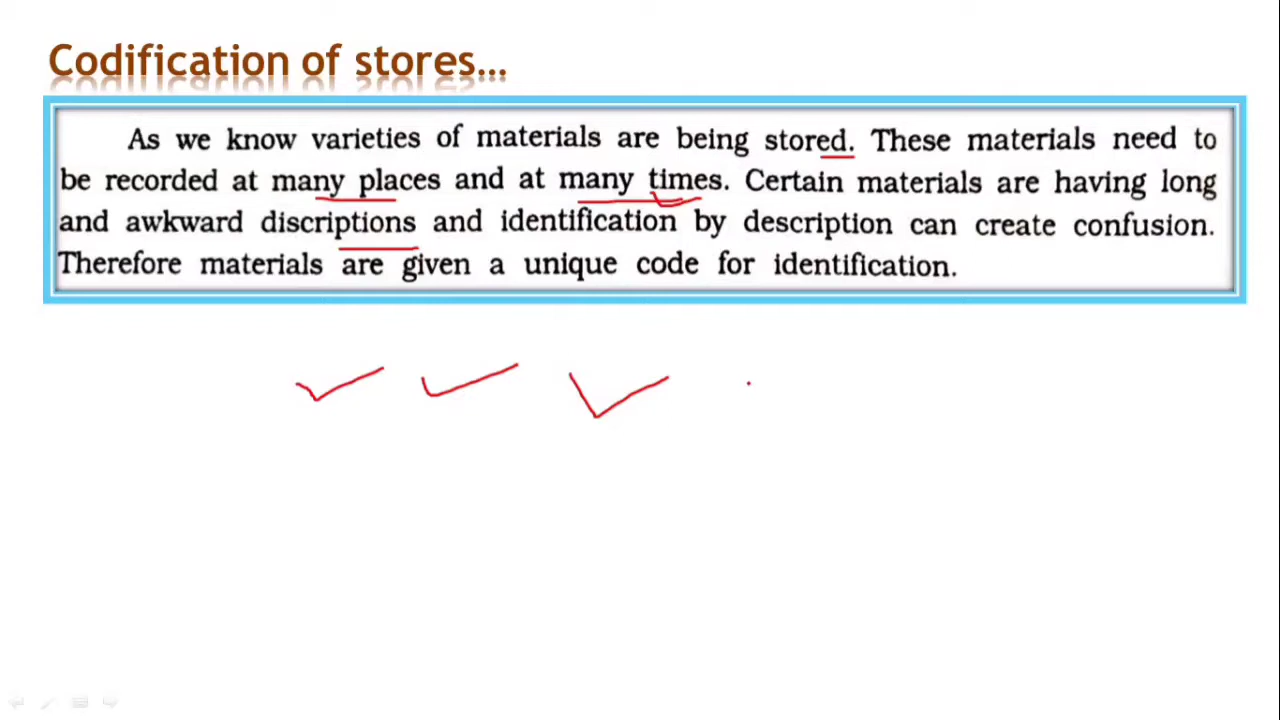 Codification of stores...
As we know varieties of materials are being stored. These materials need to
be recorded at many places and at many times. Certain materials are having long
and awkward discriptions and identification by description can create confusion.
Therefore materials are given a unique code for identification.